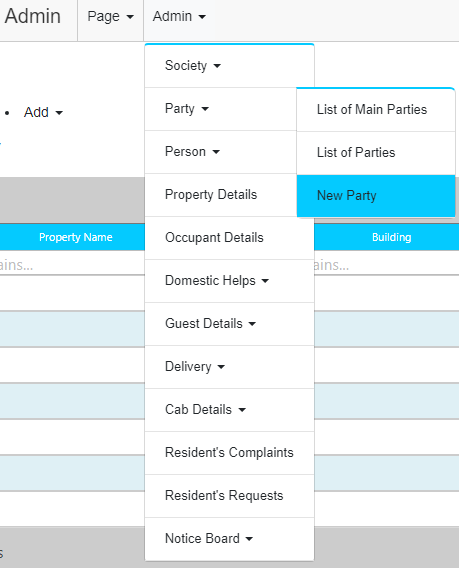 Admin
Page
Admin
Society
Add
Party
List of Main Parties
Person
List of Parties
Property Details
New Party
Property Name
Occupant Details
Building
ains...
Domestic Helps
ains...
Guest Details
Delivery
Cab Details
Resident's Complaints
Resident's Requests
Notice Board
s